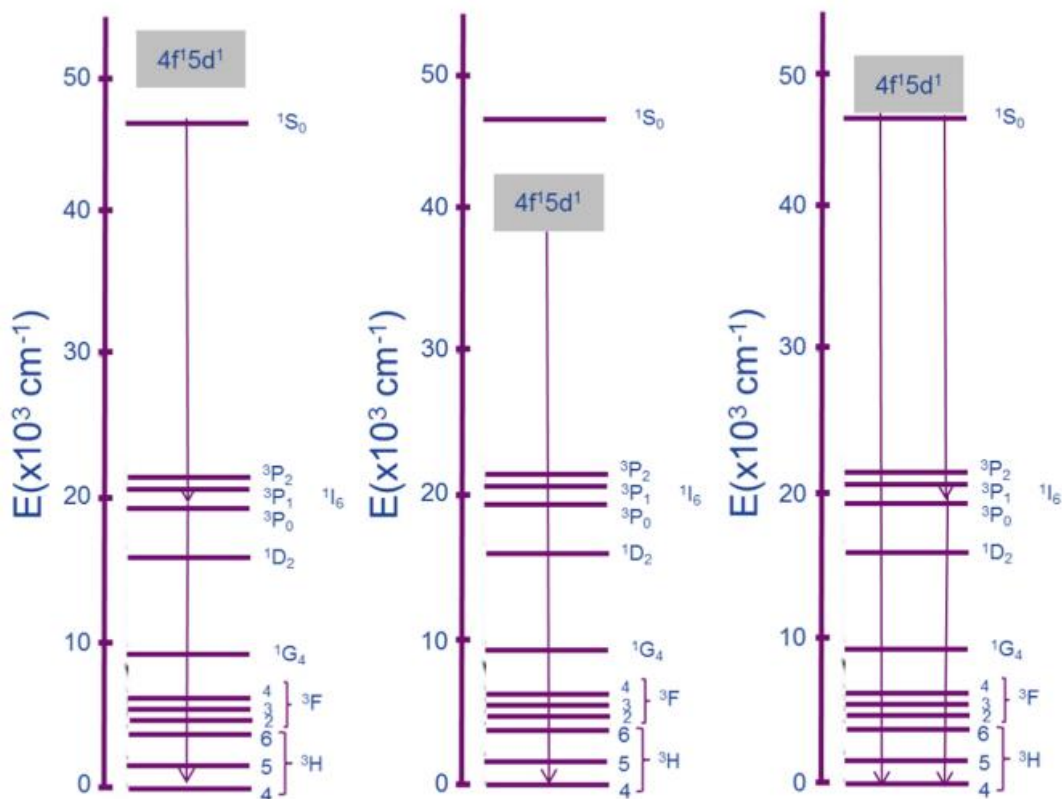 4f¹5d¹
50
¹S₀
40
E(x10³ cm⁻¹)
30
³P₂
20
³P₁
¹I₆
³P₀
¹D₂
10
¹G₄
4
3
³F
2
6
5
³H
0
4
50
¹S₀
4f¹5d¹
40
E(x10³ cm⁻¹)
30
³P₂
20
³P₁
¹I₆
³P₀
¹D₂
10
¹G₄
4
3
³F
2
6
5
³H
0
4
50
4f¹5d¹
¹S₀
40
E(x10³ cm⁻¹)
30
³P₂
20
³P₁
¹I₆
³P₀
¹D₂
10
¹G₄
4
3
³F
2
6
5
³H
0
4